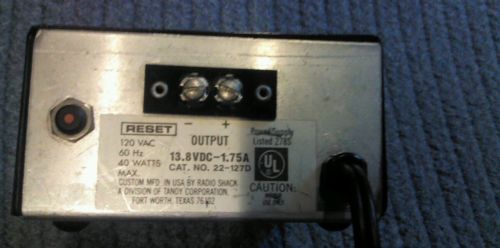 - +
RESET
OUTPUT
120 VAC
60 Hz
40 WATTS
MAX.
13.8VDC-1.75A
CAT. NO. 22-127D
Power Supply
Listed 278S
UL
CAUTION:
CUSTOM MFD. IN USA BY RADIO SHACK
A DIVISION OF TANDY CORPORATION
FORT WORTH, TEXAS 76102